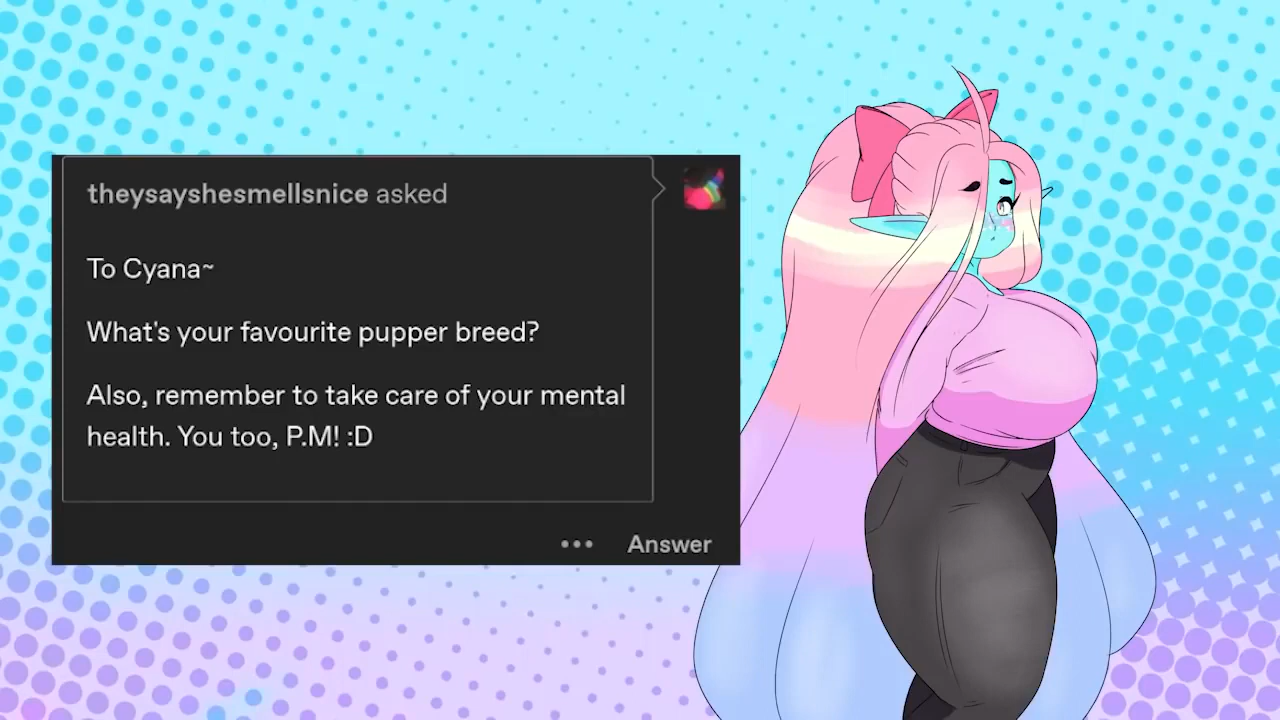 theysayshesmellsnice asked
To Cyana~
What's your favourite pupper breed?
Also, remember to take care of your mental
health. You too, P.M! :D
Answer